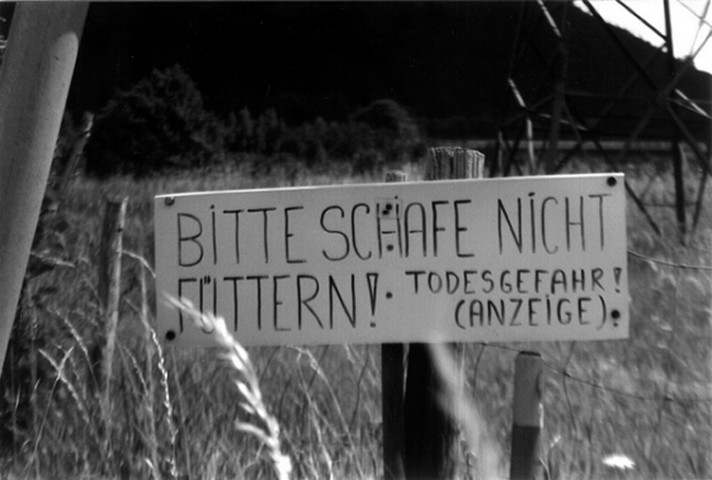 BiTTE SCHAFE NiCHT
FÜTTERN! TODESGEFAHR!
(ANZEiGE)